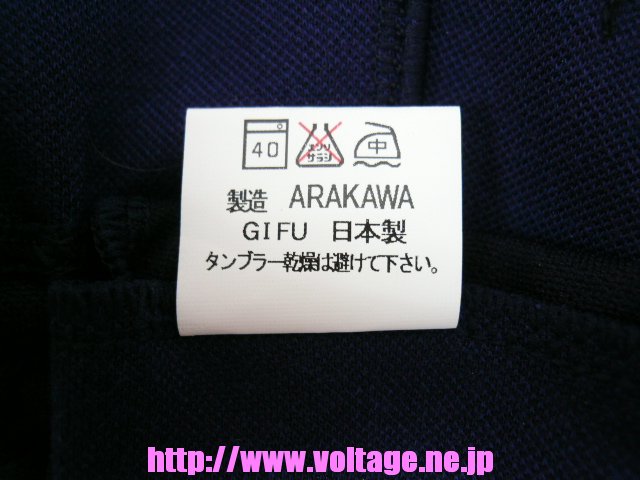 40 エンソ サラシ 中
製造 ARAKAWA
GIFU 日本製
タンブラー乾燥は避けて下さい。
http://www.voltage.ne.jp